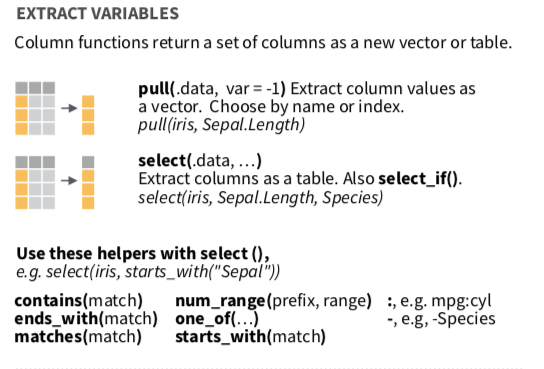 EXTRACT VARIABLES
Column functions return a set of columns as a new vector or table.
pull(.data, var = -1) Extract column values as
a vector. Choose by name or index.
pull(iris, Sepal.Length)
select(.data, …)
Extract columns as a table. Also select_if().
select(iris, Sepal.Length, Species)
Use these helpers with select (),
e.g. select(iris, starts_with("Sepal"))
contains(match) num_range(prefix, range) :, e.g. mpg:cyl
ends_with(match) one_of(…) -, e.g, -Species
matches(match) starts_with(match)